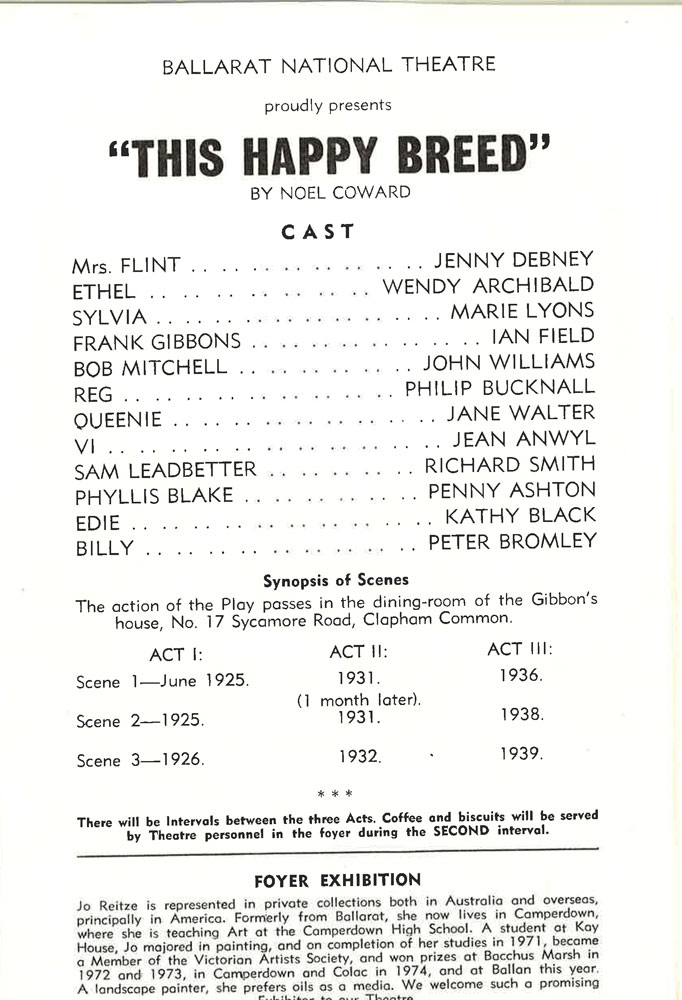 BALLARAT NATIONAL THEATRE
proudly presents
“THIS HAPPY BREED”
BY NOEL COWARD
CAST
Mrs. FLINT . . . . . . . . . . . . . . . JENNY DEBNEY
ETHEL . . . . . . . . . . . . . . WENDY ARCHIBALD
SYLVIA . . . . . . . . . . . . . . . . . . . MARIE LYONS
FRANK GIBBONS . . . . . . . . . . . . . . . IAN FIELD
BOB MITCHELL . . . . . . . . . . . . JOHN WILLIAMS
REG . . . . . . . . . . . . . . . . . . PHILIP BUCKNALL
QUEENIE . . . . . . . . . . . . . . . . . JANE WALTER
VI . . . . . . . . . . . . . . . . . . . . . . JEAN ANWYL
SAM LEADBETTER . . . . . . . . . RICHARD SMITH
PHYLLIS BLAKE . . . . . . . . . . . PENNY ASHTON
EDIE . . . . . . . . . . . . . . . . . . . . KATHY BLACK
BILLY . . . . . . . . . . . . . . . . . PETER BROMLEY
Synopsis of Scenes
The action of the Play passes in the dining-room of the Gibbon's
house, No. 17 Sycamore Road, Clapham Common.
ACT I: ACT II: ACT III:
Scene 1—June 1925. 1931. 1936.
(1 month later).
Scene 2—1925. 1931. 1938.
Scene 3—1926. 1932. 1939.
* * *
There will be Intervals between the three Acts. Coffee and biscuits will be served
by Theatre personnel in the foyer during the SECOND interval.
FOYER EXHIBITION
Jo Reitze is represented in private collections both in Australia and overseas,
principally in America. Formerly from Ballarat, she now lives in Camperdown,
where she is teaching Art at the Camperdown High School. A student at Kay
House, Jo majored in painting, and on completion of her studies in 1971, became
a Member of the Victorian Artists Society, and won prizes at Bacchus Marsh in
1972 and 1973, in Camperdown and Colac in 1974, and at Ballan this year.
A landscape painter, she prefers oils as a media. We welcome such a promising
Exhibitor to our Theatre.